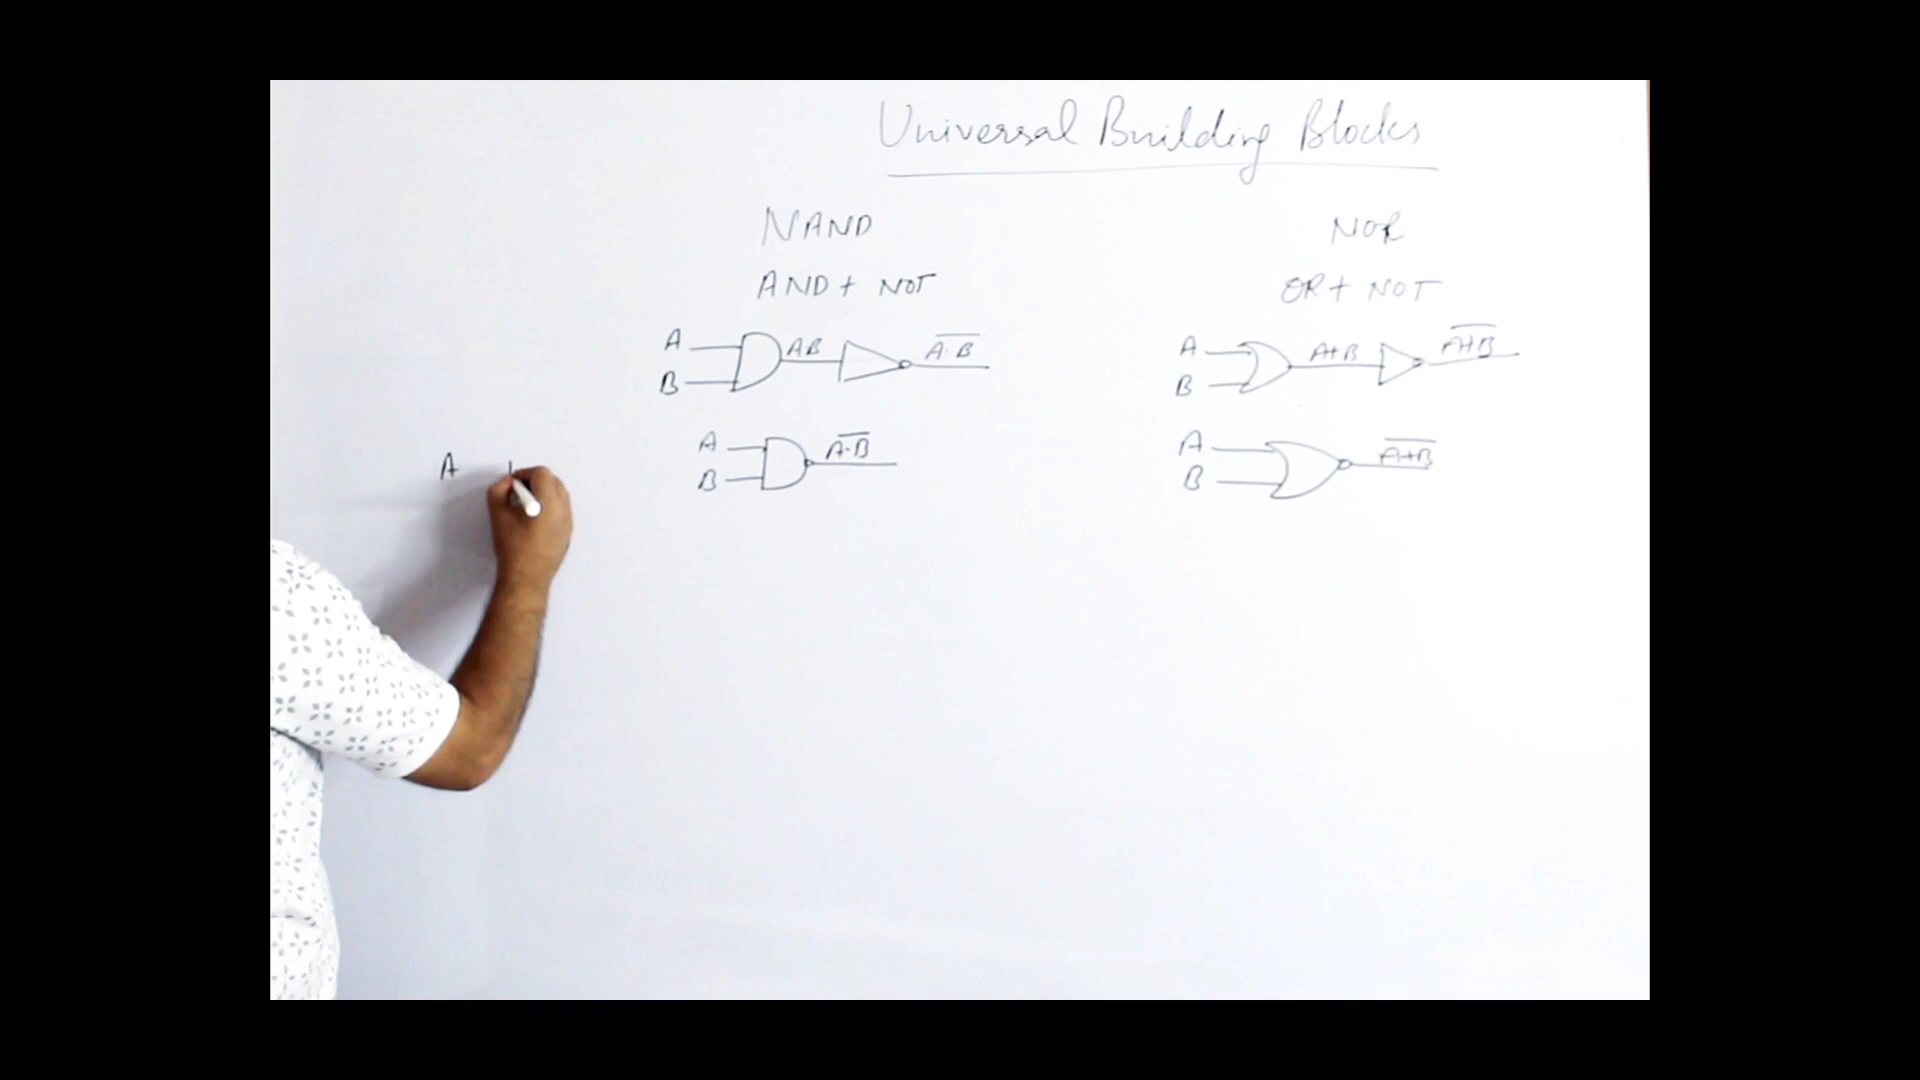 Universal Building Blocks
NAND
AND + NOT
A
B
AB
A·B̅
A
B
A·B̅
NOR
OR + NOT
A
B
A+B
A+B̅
A
B
A+B̅
A